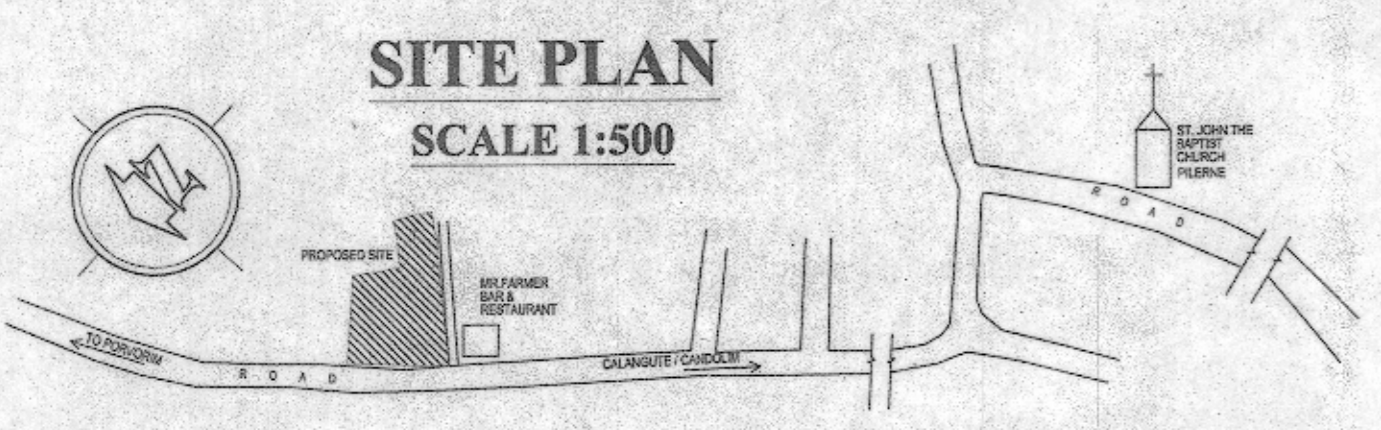 SITE PLAN
SCALE 1:500
ST. JOHN THE
BAPTIST
CHURCH
PILERNE
ROAD
PROPOSED SITE
MR.FARMER
BAR &
RESTAURANT
TO PORVORIM
ROAD
CALANGUTE / CANDOLIM